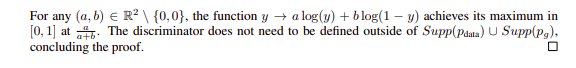 For any (a, b) ∈ ℝ² \ {0, 0}, the function y → a log(y) + b log(1 − y) achieves its maximum in
[0, 1] at a/(a+b). The discriminator does not need to be defined outside of Supp(p_data) ∪ Supp(p_g),
concluding the proof. □